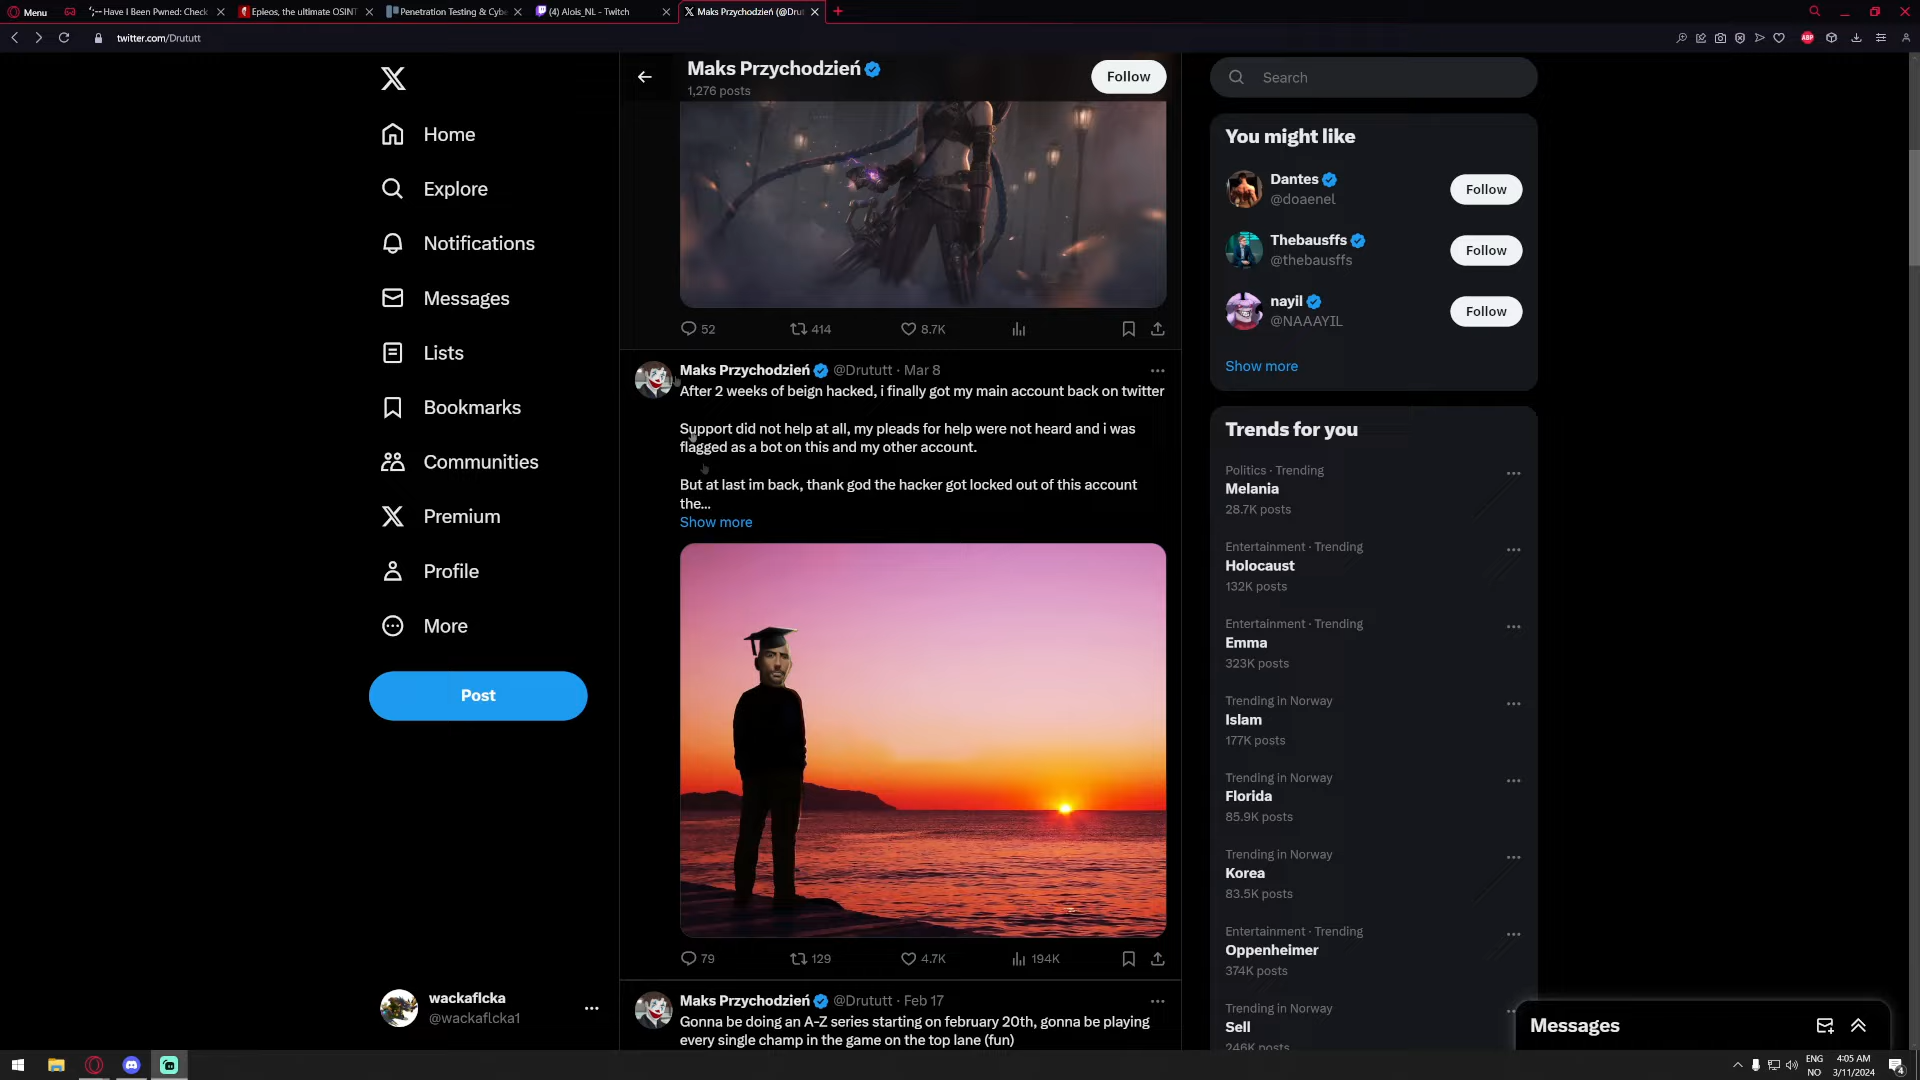 Menu
Have I Been Pwned: Check
Epieos, the ultimate OSINT
Penetration Testing & Cybe
(4) Alois_NL - Twitch
Maks Przychodzień (@Drut
twitter.com/Drututt
ABP
Home
Explore
Notifications
Messages
Lists
Bookmarks
Communities
Premium
Profile
More
Post
wackaflcka
@wackaflcka1
Maks Przychodzień
1,276 posts
Follow
52
414
8.7K
Maks Przychodzień @Drututt · Mar 8
After 2 weeks of beign hacked, i finally got my main account back on twitter
Support did not help at all, my pleads for help were not heard and i was
flagged as a bot on this and my other account.
But at last im back, thank god the hacker got locked out of this account
the...
Show more
79
129
4.7K
194K
Maks Przychodzień @Drututt · Feb 17
Gonna be doing an A-Z series starting on february 20th, gonna be playing
every single champ in the game on the top lane (fun)
Search
You might like
Dantes
@doaenel
Follow
Thebausffs
@thebausffs
Follow
nayil
@NAAAYIL
Follow
Show more
Trends for you
Politics · Trending
Melania
28.7K posts
Entertainment · Trending
Holocaust
132K posts
Entertainment · Trending
Emma
323K posts
Trending in Norway
Islam
177K posts
Trending in Norway
Florida
85.9K posts
Trending in Norway
Korea
83.5K posts
Entertainment · Trending
Oppenheimer
374K posts
Trending in Norway
Sell
246K posts
Messages
ENG
NO
4:05 AM
3/11/2024
4